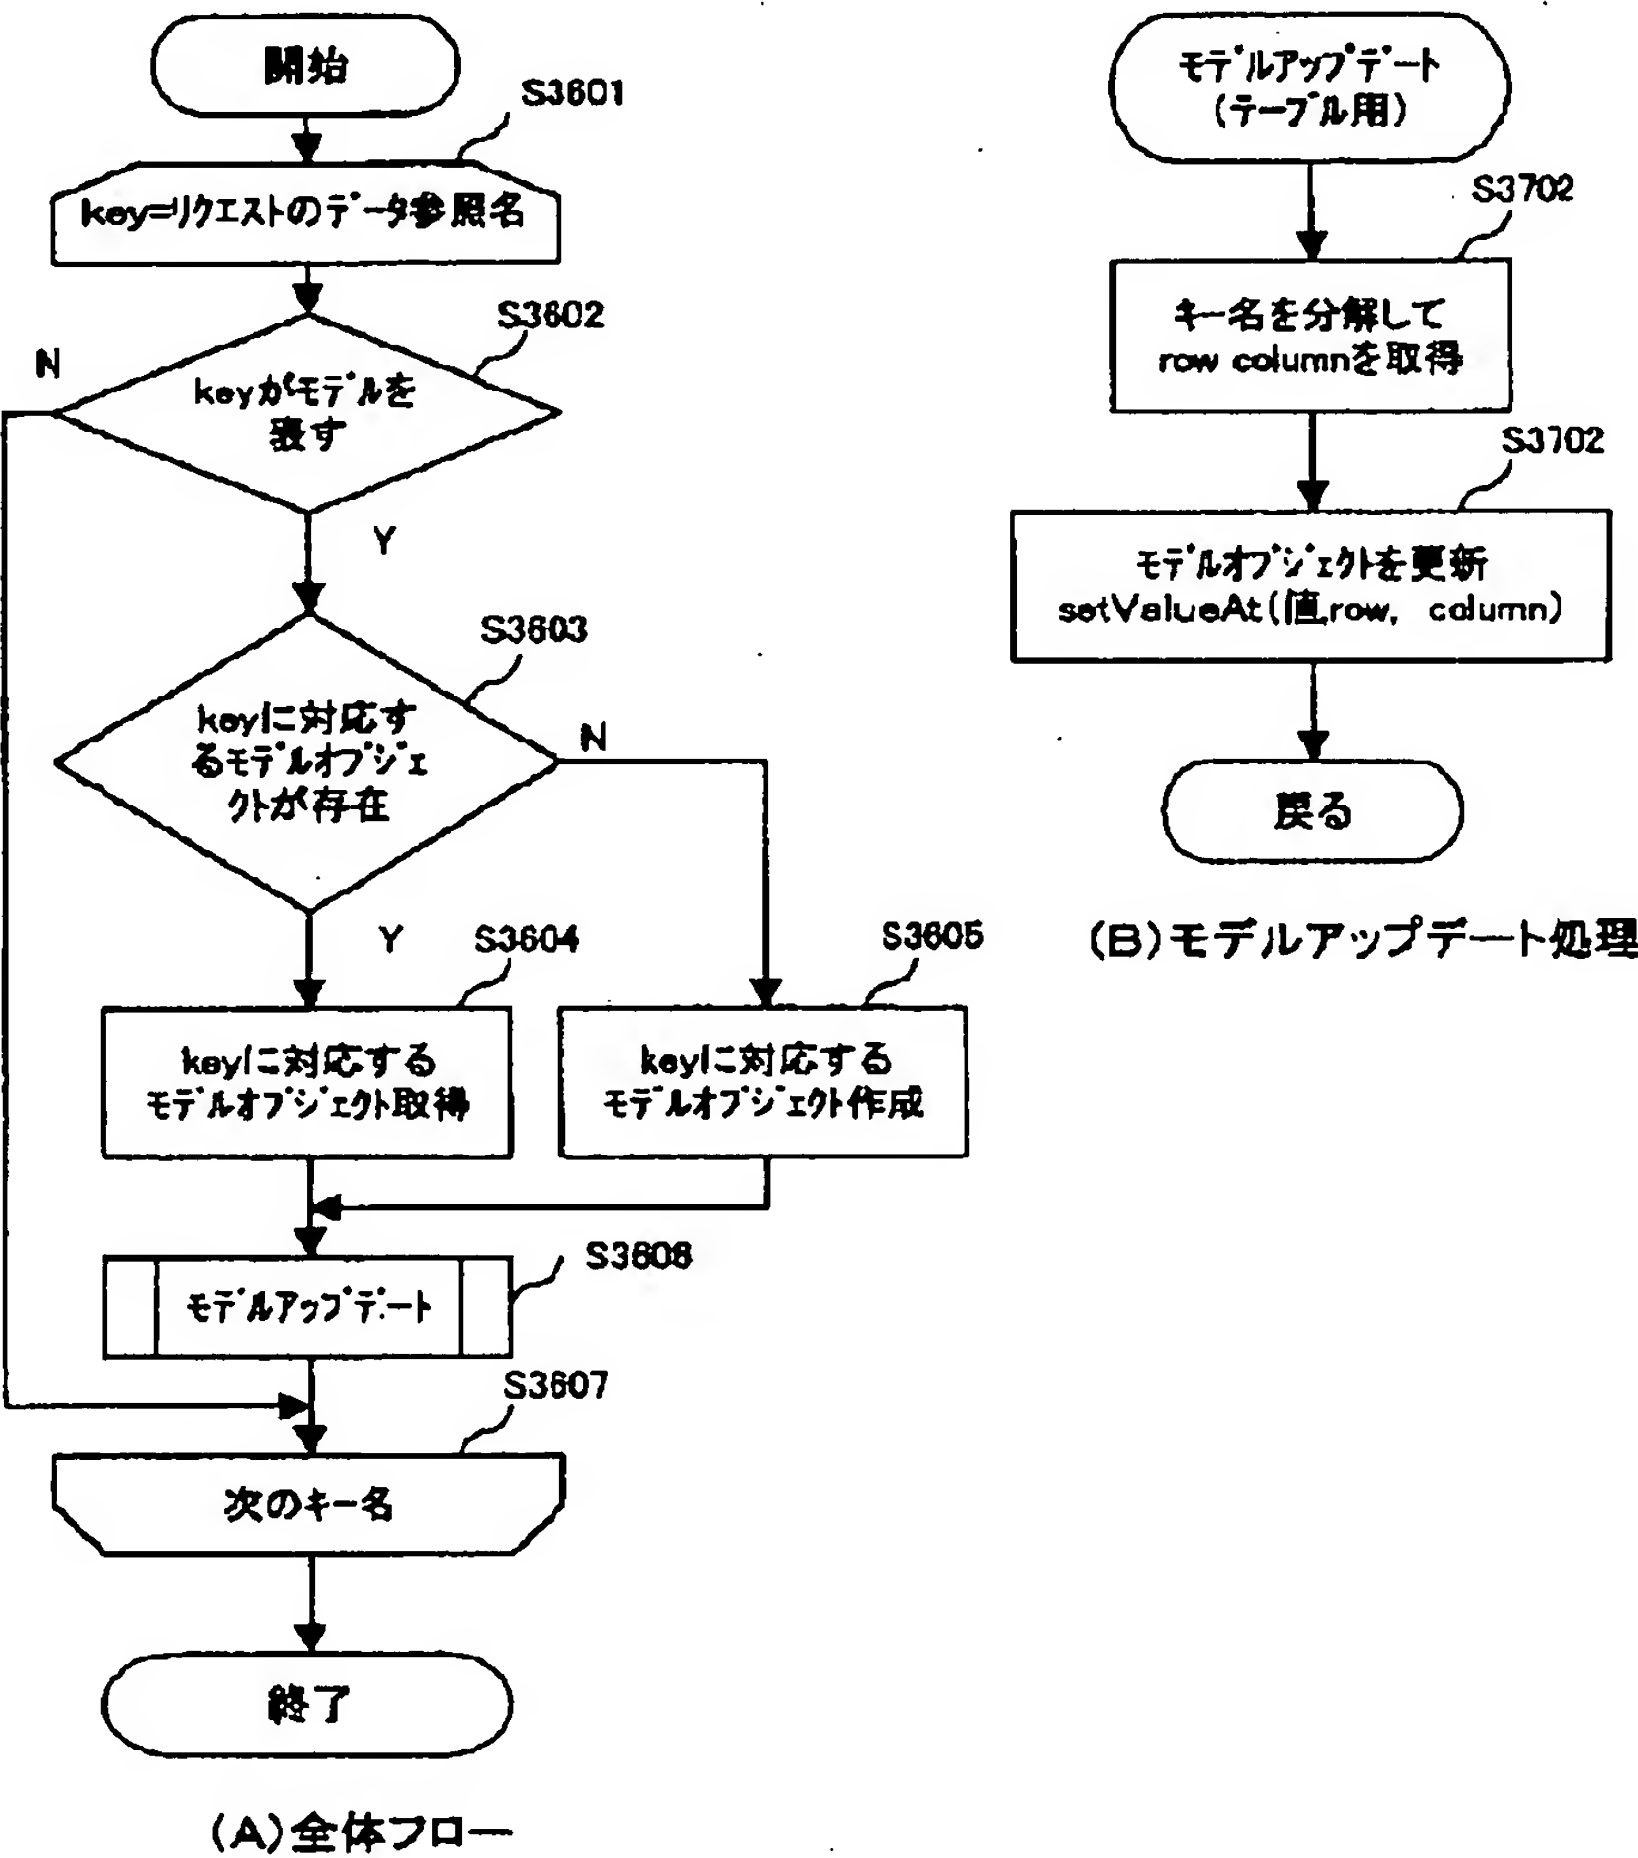 開始
S3601
key=リクエストのデータ参照名
S3602
N
keyがモデルを
表す
Y
S3603
keyに対応す
るモデルオブジェ
クトが存在
N
Y
S3604
S3605
keyに対応する
モデルオブジェクト取得
keyに対応する
モデルオブジェクト作成
S3606
モデルアップデート
S3607
次のキー名
終了
(A)全体フロー
モデルアップデート
(テーブル用)
S3702
キー名を分解して
row columnを取得
S3702
モデルオブジェクトを更新
setValueAt(値,row, column)
戻る
(B)モデルアップデート処理